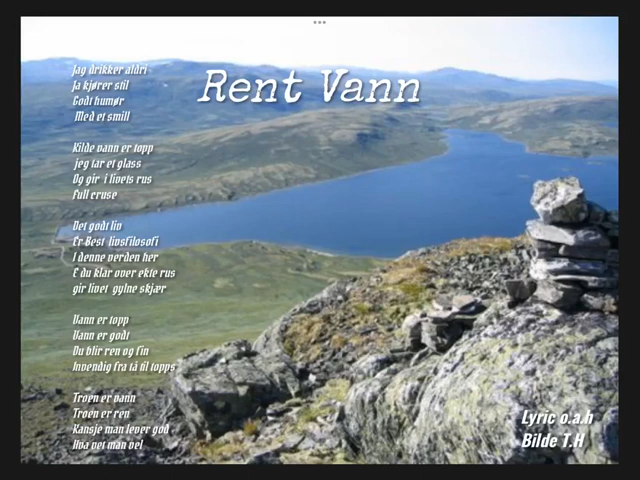 Rent Vann
Jag drikker aldri
Ja kjører stil
Godt humør
Med et smill
Kilde vann er topp
jeg tar et glass
Og gir i livets rus
full cruse
Det godt liv
Er Best livsfilosofi
I denne verden her
E du klar over ekte rus
gir livet gylne skjær
Vann er topp
Vann er godt
Du blir ren og fin
Invendig fra tå til topps
Troen er vann
Troen er ren
Kansje man lever god
Hva vet man vel
Lyric o.a.h
Bilde T.H